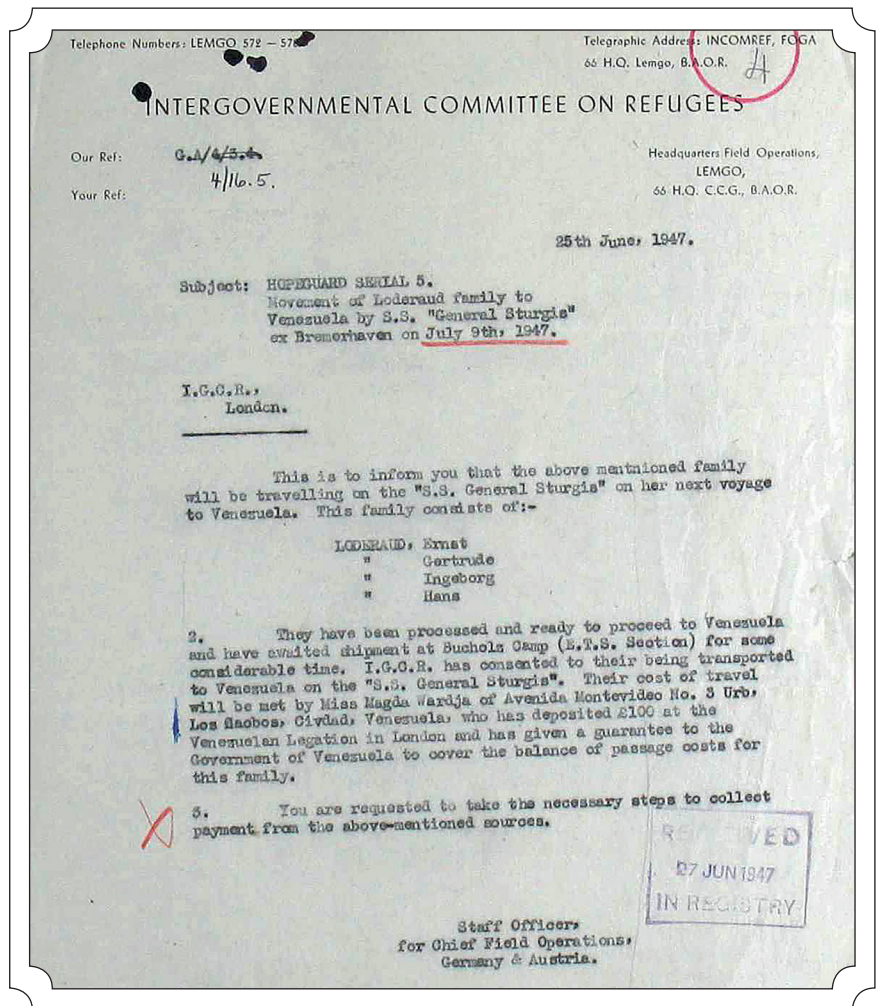 Telephone Numbers: LEMGO 572 – 578
Telegraphic Address: INCOMREF, FOGA
66 H.Q. Lemgo, B.A.O.R.
4
INTERGOVERNMENTAL COMMITTEE ON REFUGEES
Our Ref: G.A/4/3.4.
4/16.5.
Your Ref:
Headquarters Field Operations,
LEMGO,
66 H.Q. C.C.G., B.A.O.R.
25th June, 1947.
Subject: HOPEGUARD SERIAL 5.
Movement of Loderaud family to
Venezuela by S.S. "General Sturgis"
ex Bremerhaven on July 9th, 1947.
I.G.C.R.,
London.
This is to inform you that the above mentnioned family
will be travelling on the "S.S. General Sturgis" on her next voyage
to Venezuela. This family consists of:-
LODERAUD, Ernst
" Gertrude
" Ingeborg
" Hans
2. They have been processed and ready to proceed to Venezuela
and have awaited shipment at Bucholz Camp (E.T.S. Section) for some
considerable time. I.G.C.R. has consented to their being transported
to Venezuela on the "S.S. General Sturgis". Their cost of travel
will be met by Miss Magda Wardja of Avenida Montevideo No. 3 Urb,
Los Caobos, Civdad, Venezuela, who has deposited £100 at the
Venezuelan Legation in London and has given a guarantee to the
Government of Venezuela to cover the balance of passage costs for
this family.
3. You are requested to take the necessary steps to collect
payment from the above-mentioned sources.
RECEIVED
27 JUN 1947
IN REGISTRY
Staff Officer,
for Chief Field Operations,
Germany & Austria.